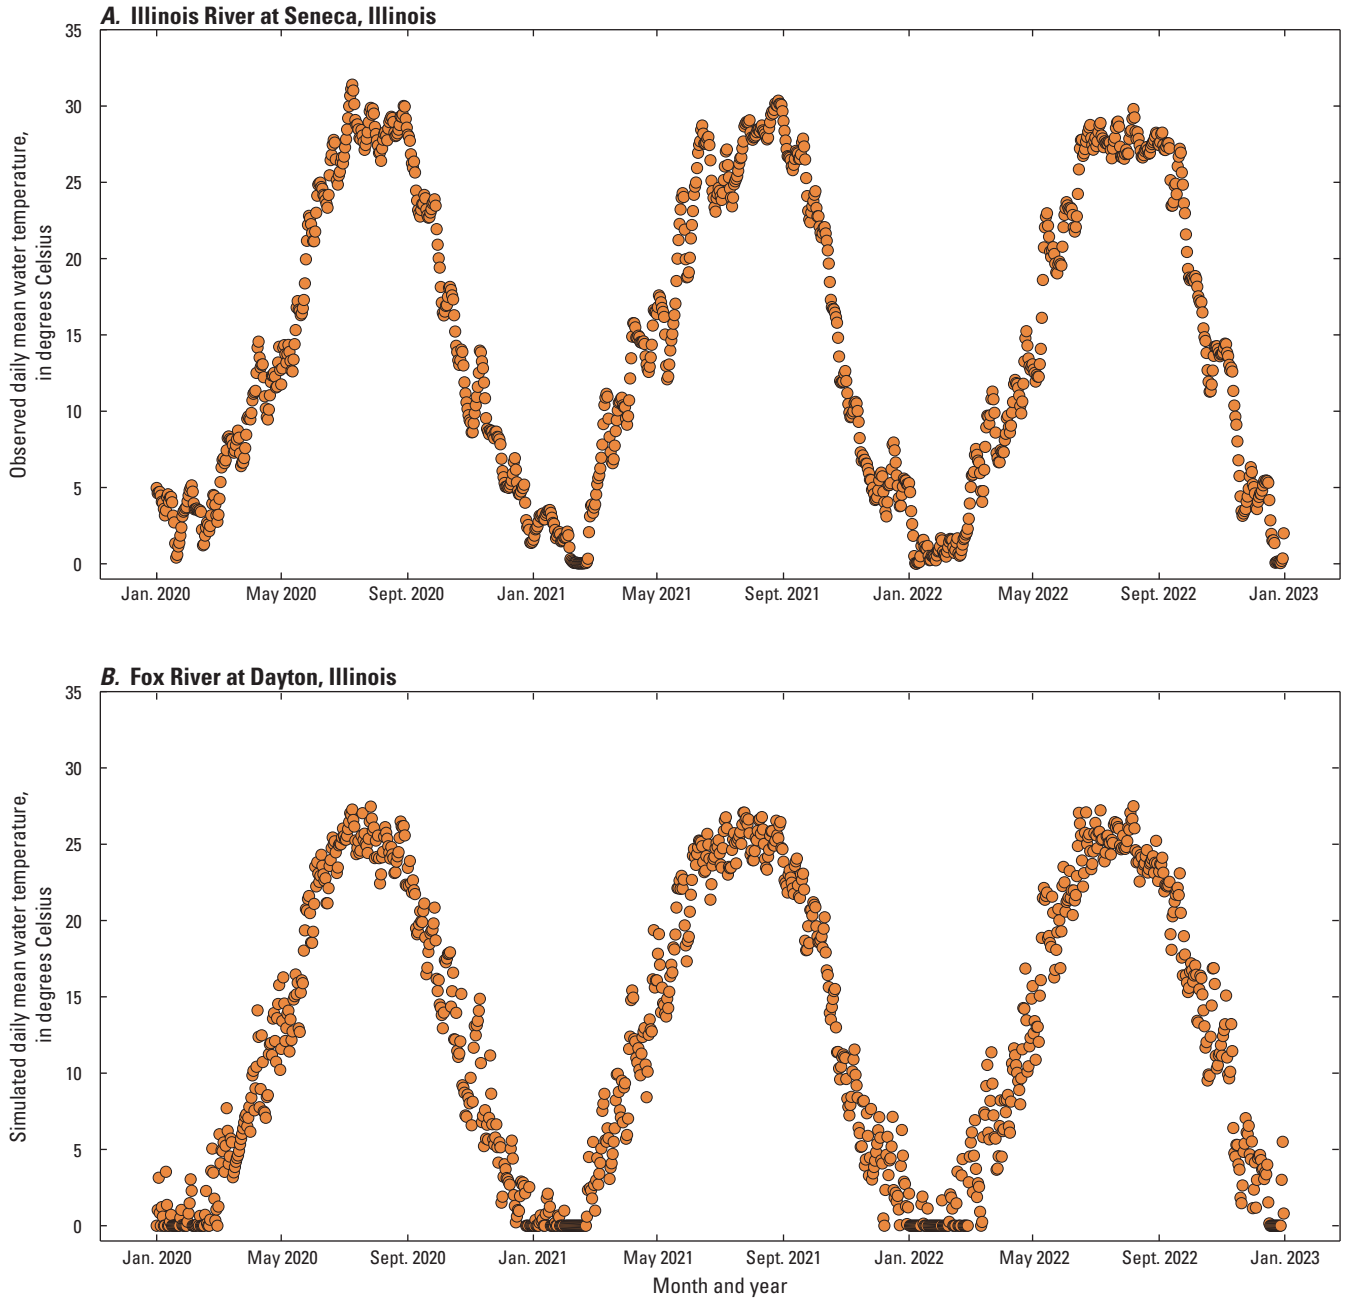 A. Illinois River at Seneca, Illinois
35
30
25
20
15
10
5
0
Observed daily mean water temperature,
in degrees Celsius
Jan. 2020 May 2020 Sept. 2020 Jan. 2021 May 2021 Sept. 2021 Jan. 2022 May 2022 Sept. 2022 Jan. 2023
B. Fox River at Dayton, Illinois
35
30
25
20
15
10
5
0
Simulated daily mean water temperature,
in degrees Celsius
Jan. 2020 May 2020 Sept. 2020 Jan. 2021 May 2021 Sept. 2021 Jan. 2022 May 2022 Sept. 2022 Jan. 2023
Month and year